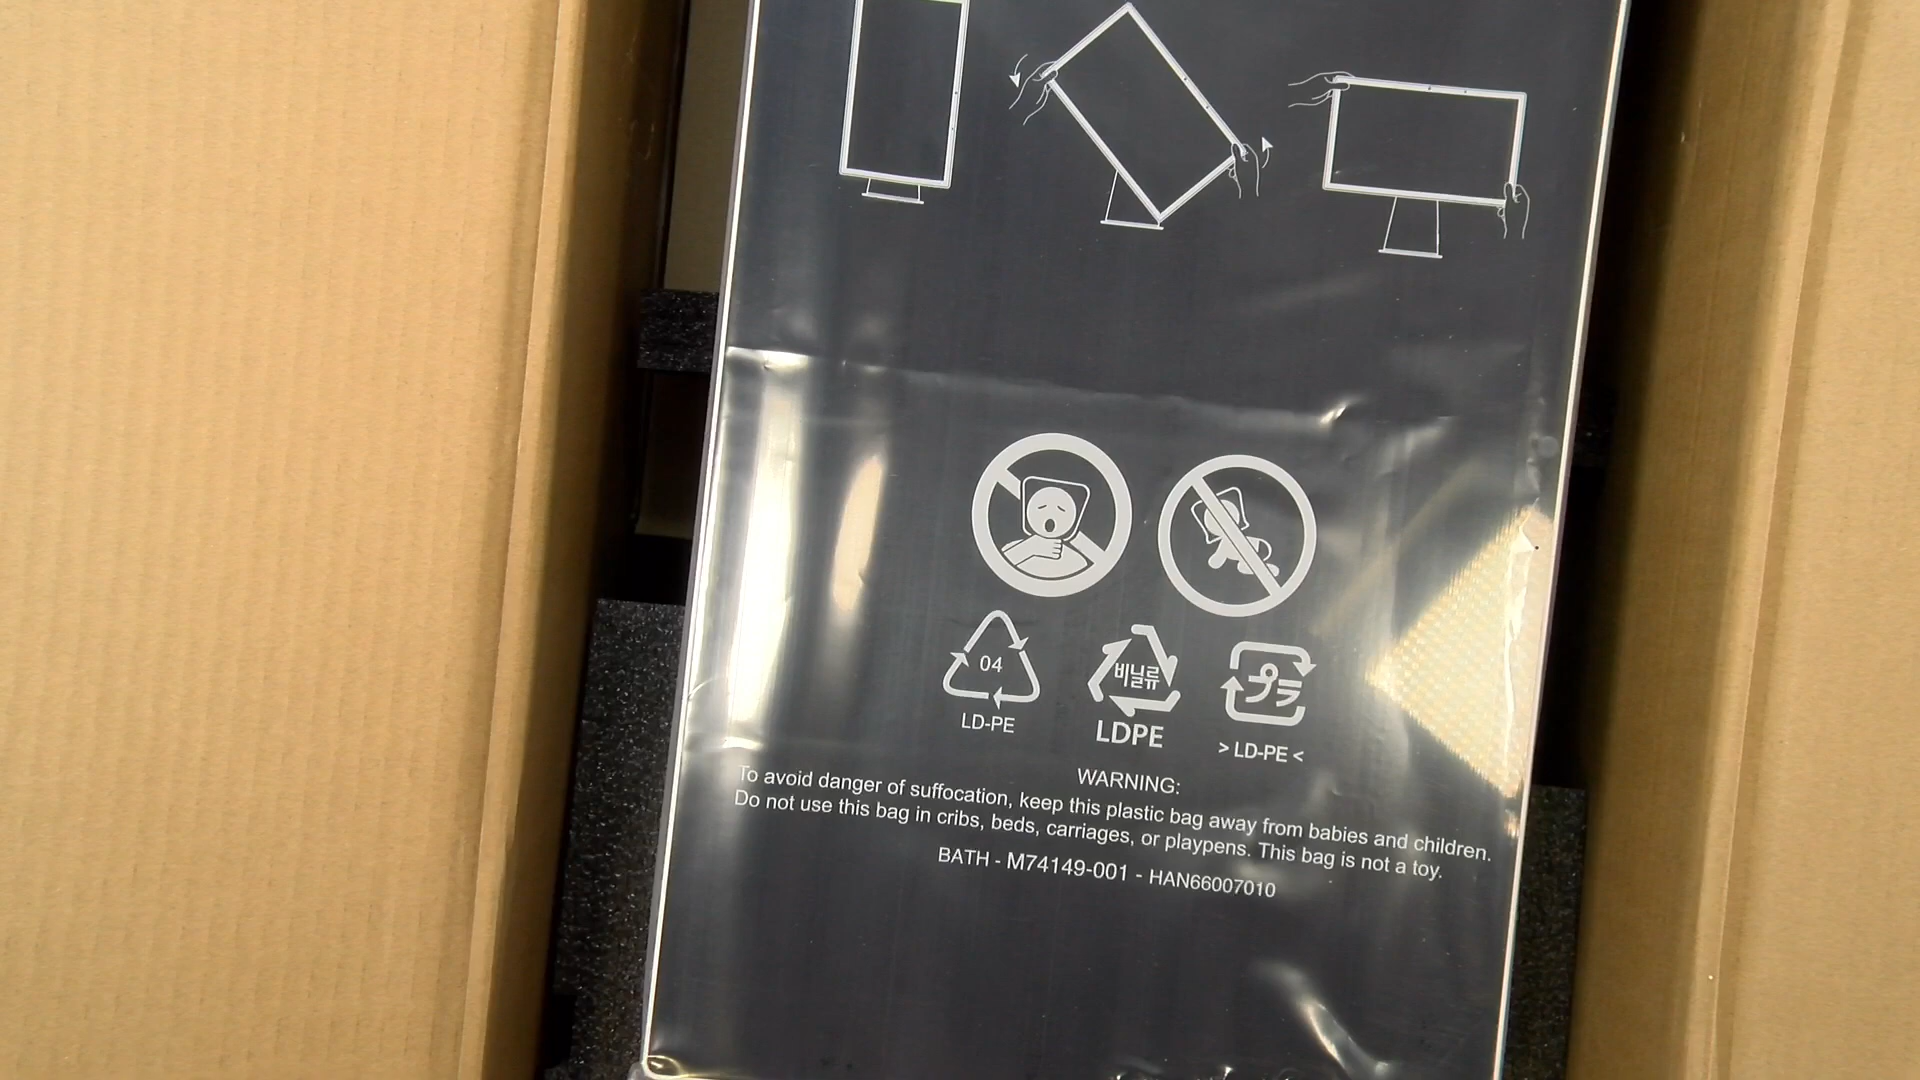 04
LD-PE
비닐류
LDPE
プラ
> LD-PE <
WARNING:
To avoid danger of suffocation, keep this plastic bag away from babies and children.
Do not use this bag in cribs, beds, carriages, or playpens. This bag is not a toy.
BATH - M74149-001 - HAN66007010